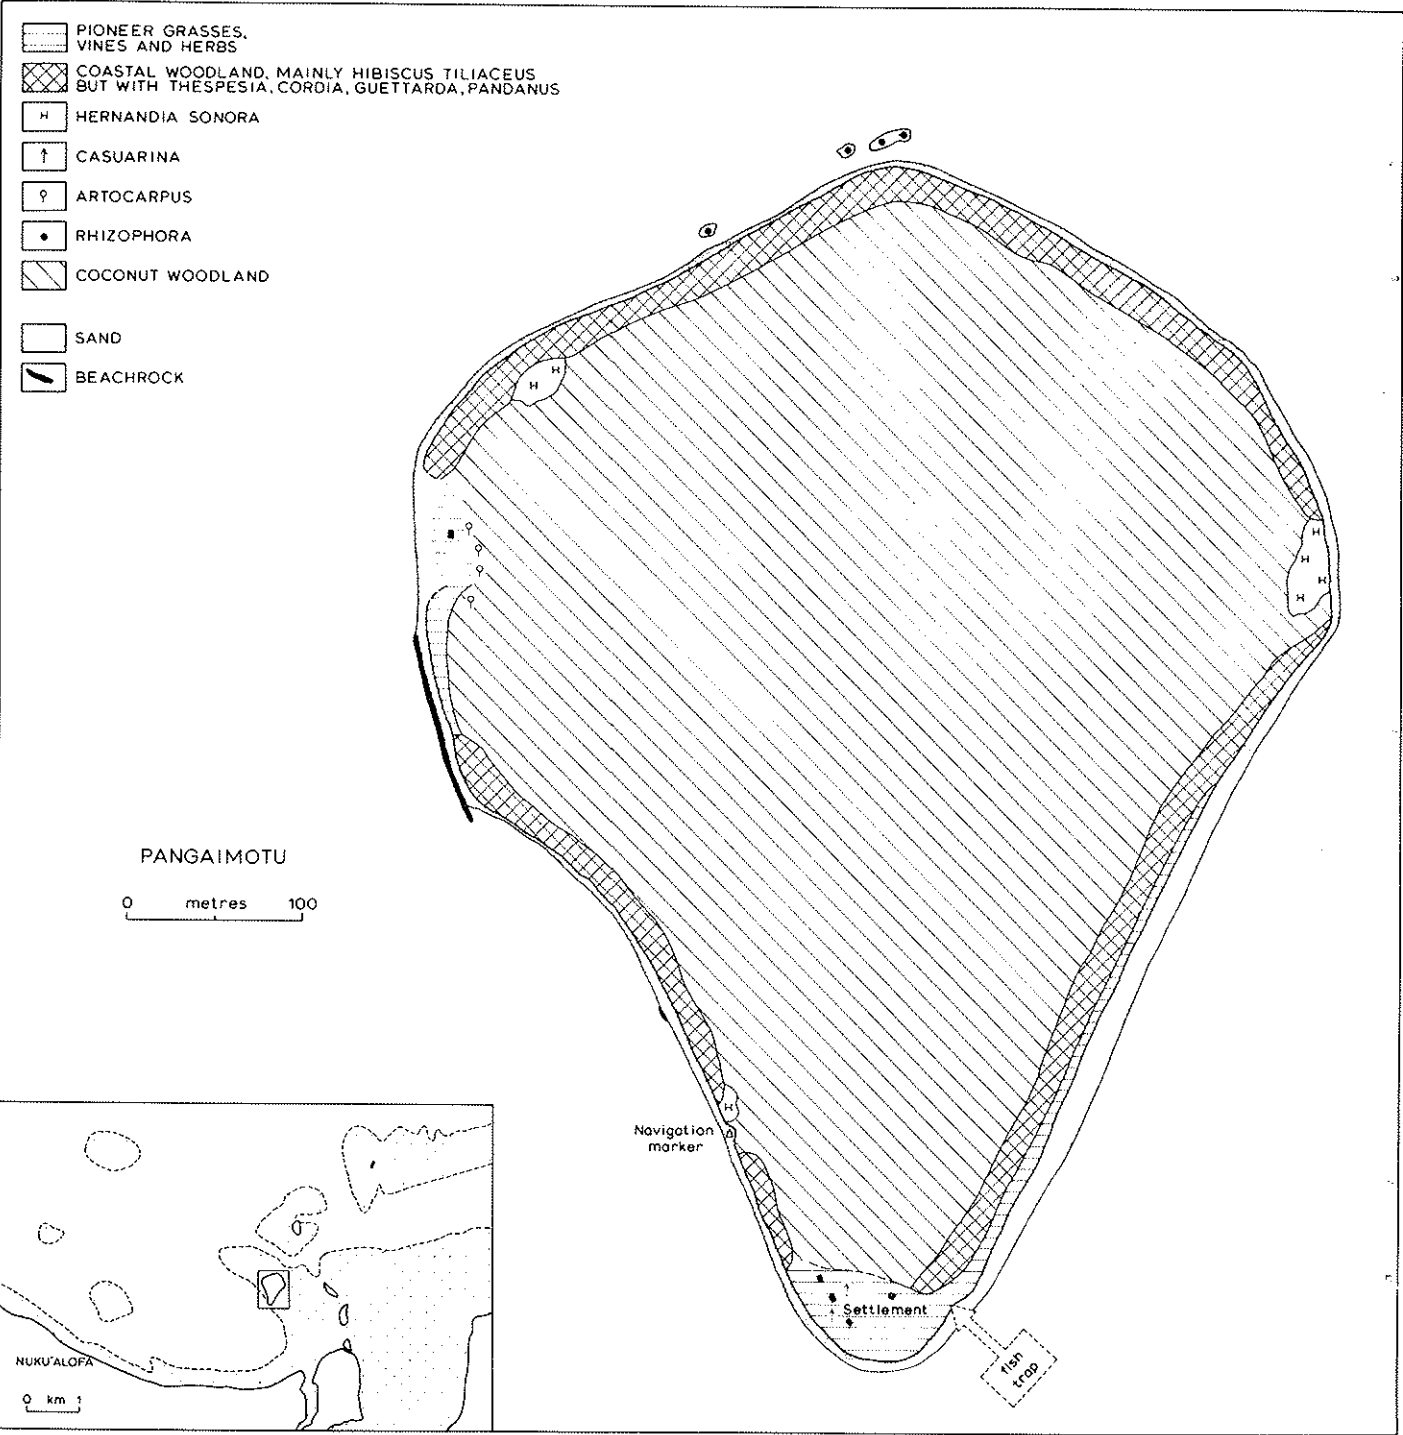 PIONEER GRASSES,
VINES AND HERBS
COASTAL WOODLAND, MAINLY HIBISCUS TILIACEUS
BUT WITH THESPESIA, CORDIA, GUETTARDA, PANDANUS
H HERNANDIA SONORA
CASUARINA
ARTOCARPUS
RHIZOPHORA
COCONUT WOODLAND
SAND
BEACHROCK
H
H
H
H
H
H
PANGAIMOTU
0 metres 100
H
Navigation
marker
Settlement
fish
trap
NUKU'ALOFA
0 km 1